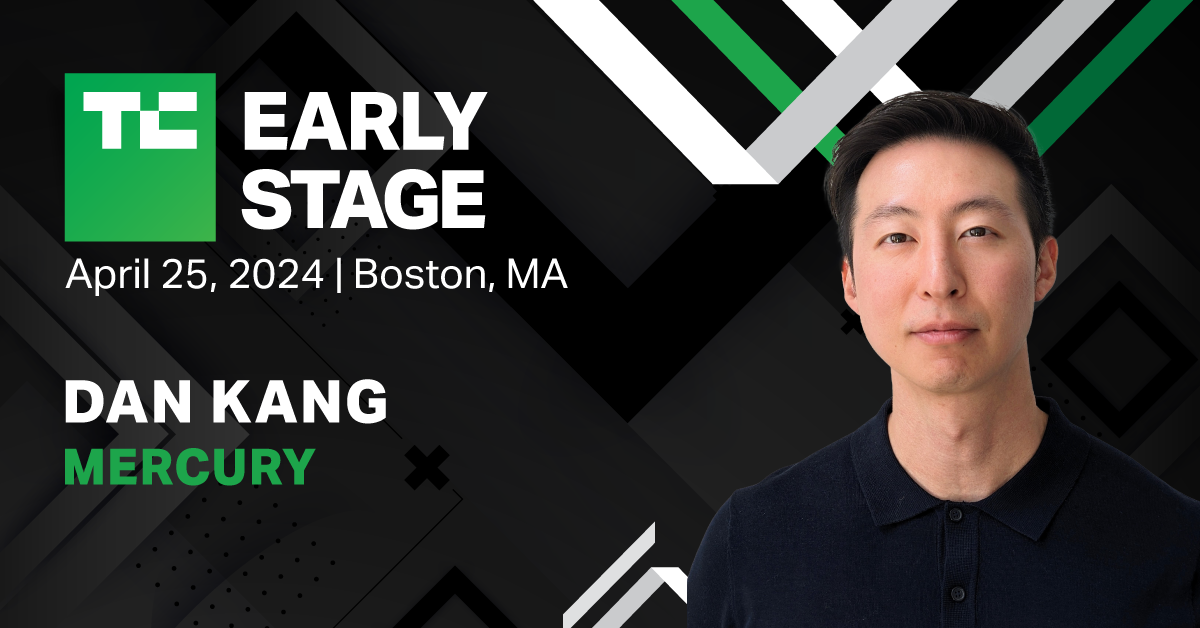 TC
EARLY
STAGE
April 25, 2024 | Boston, MA
DAN KANG
MERCURY